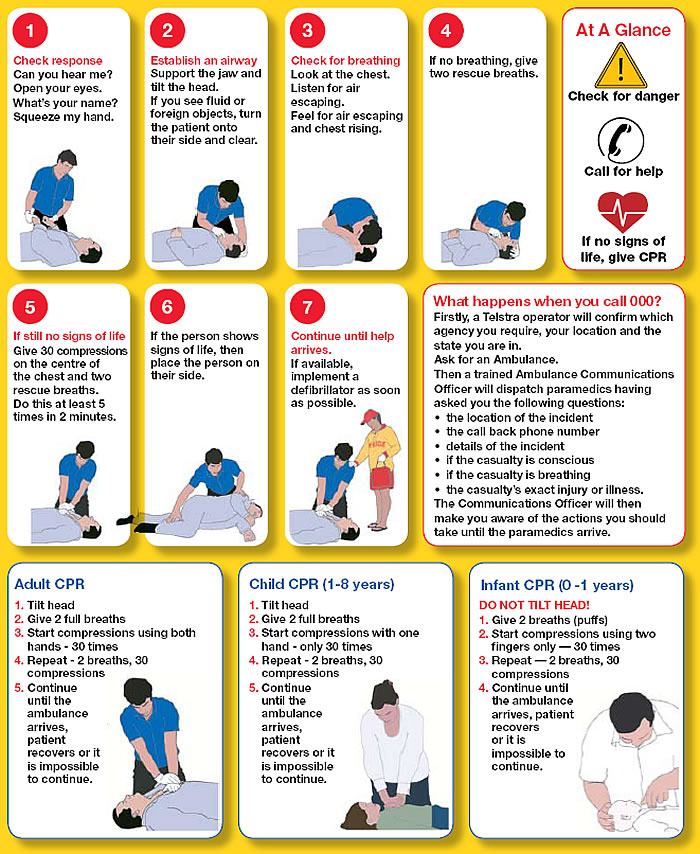 1
Check response
Can you hear me?
Open your eyes.
What's your name?
Squeeze my hand.
2
Establish an airway
Support the jaw and
tilt the head.
If you see fluid or
foreign objects, turn
the patient onto
their side and clear.
3
Check for breathing
Look at the chest.
Listen for air
escaping.
Feel for air escaping
and chest rising.
4
If no breathing, give
two rescue breaths.
At A Glance
!
Check for danger
Call for help
If no signs of
life, give CPR
5
If still no signs of life
Give 30 compressions
on the centre of
the chest and two
rescue breaths.
Do this at least 5
times in 2 minutes.
6
If the person shows
signs of life, then
place the person on
their side.
7
Continue until help
arrives.
If available,
implement a
defibrillator as soon
as possible.
What happens when you call 000?
Firstly, a Telstra operator will confirm which
agency you require, your location and the
state you are in.
Ask for an Ambulance.
Then a trained Ambulance Communications
Officer will dispatch paramedics having
asked you the following questions:
• the location of the incident
• the call back phone number
• details of the incident
• if the casualty is conscious
• if the casualty is breathing
• the casualty's exact injury or illness.
The Communications Officer will then
make you aware of the actions you should
take until the paramedics arrive.
Adult CPR
1. Tilt head
2. Give 2 full breaths
3. Start compressions using both
hands - 30 times
4. Repeat - 2 breaths, 30
compressions
5. Continue
until the
ambulance
arrives,
patient
recovers or it
is impossible
to continue.
Child CPR (1-8 years)
1. Tilt head
2. Give 2 full breaths
3. Start compressions with one
hand - only 30 times
4. Repeat - 2 breaths, 30
compressions
5. Continue
until the
ambulance
arrives,
patient
recovers or it
is impossible
to continue.
Infant CPR (0 -1 years)
DO NOT TILT HEAD!
1. Give 2 breaths (puffs)
2. Start compressions using two
fingers only — 30 times
3. Repeat — 2 breaths, 30
compressions
4. Continue until
the ambulance
arrives, patient
recovers
or it is
impossible to
continue.